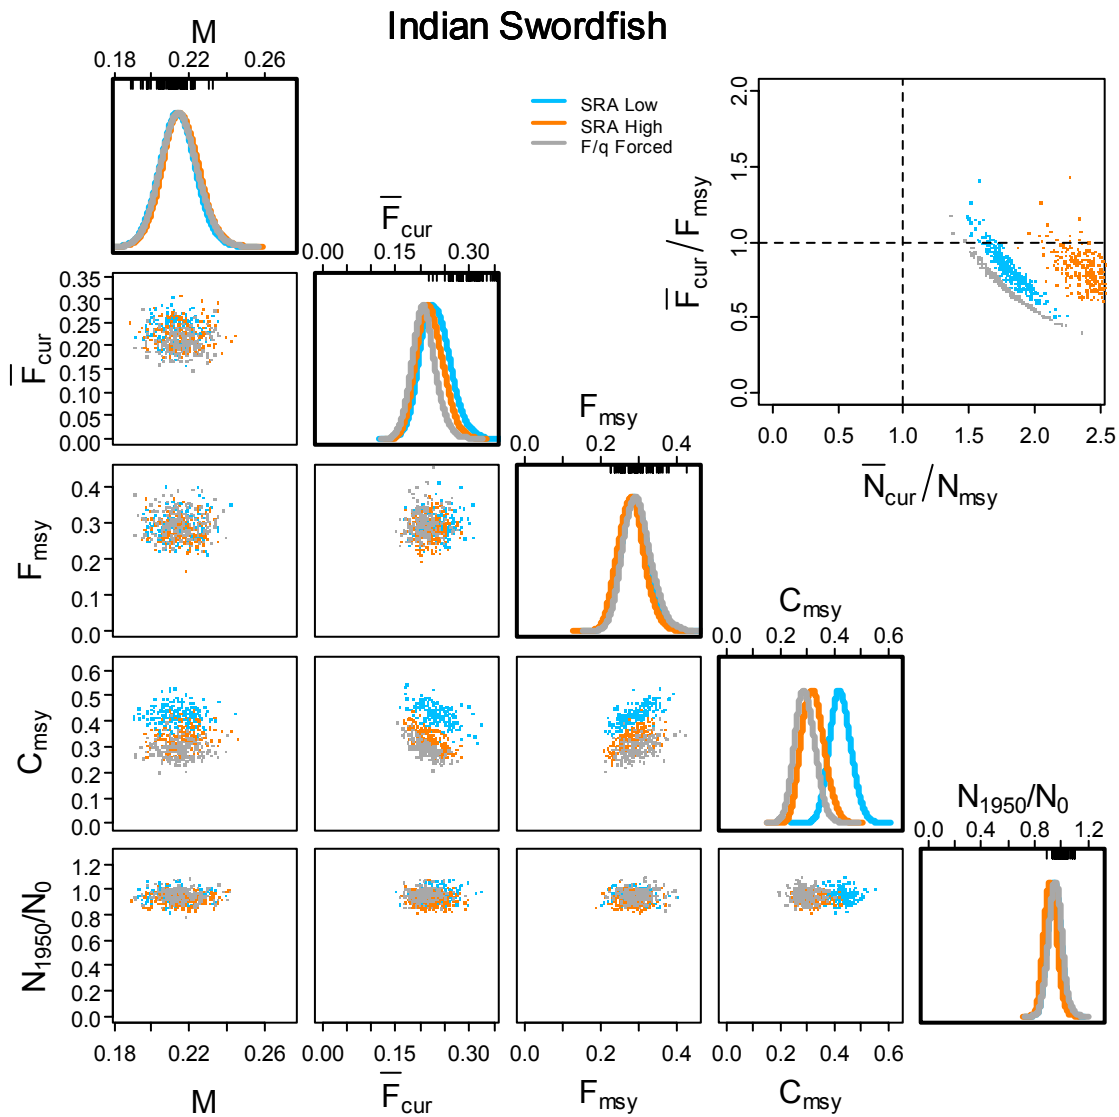 Indian Swordfish
M
0.18 0.22 0.26
SRA Low
SRA High
F/q Forced
F̅cur
0.00 0.15 0.30
F̅cur / Fmsy
0.0 0.5 1.0 1.5 2.0
0.0 0.5 1.0 1.5 2.0 2.5
N̅cur / Nmsy
F̅cur
0.00 0.05 0.10 0.15 0.20 0.25 0.30 0.35
Fmsy
0.0 0.2 0.4
Fmsy
0.0 0.1 0.2 0.3 0.4
Cmsy
0.0 0.2 0.4 0.6
Cmsy
0.0 0.1 0.2 0.3 0.4 0.5 0.6
N1950/N0
0.0 0.4 0.8 1.2
N1950/N0
0.0 0.2 0.4 0.6 0.8 1.0 1.2
0.18 0.22 0.26
0.00 0.15 0.30
0.0 0.2 0.4
0.0 0.2 0.4 0.6
M
F̅cur
Fmsy
Cmsy